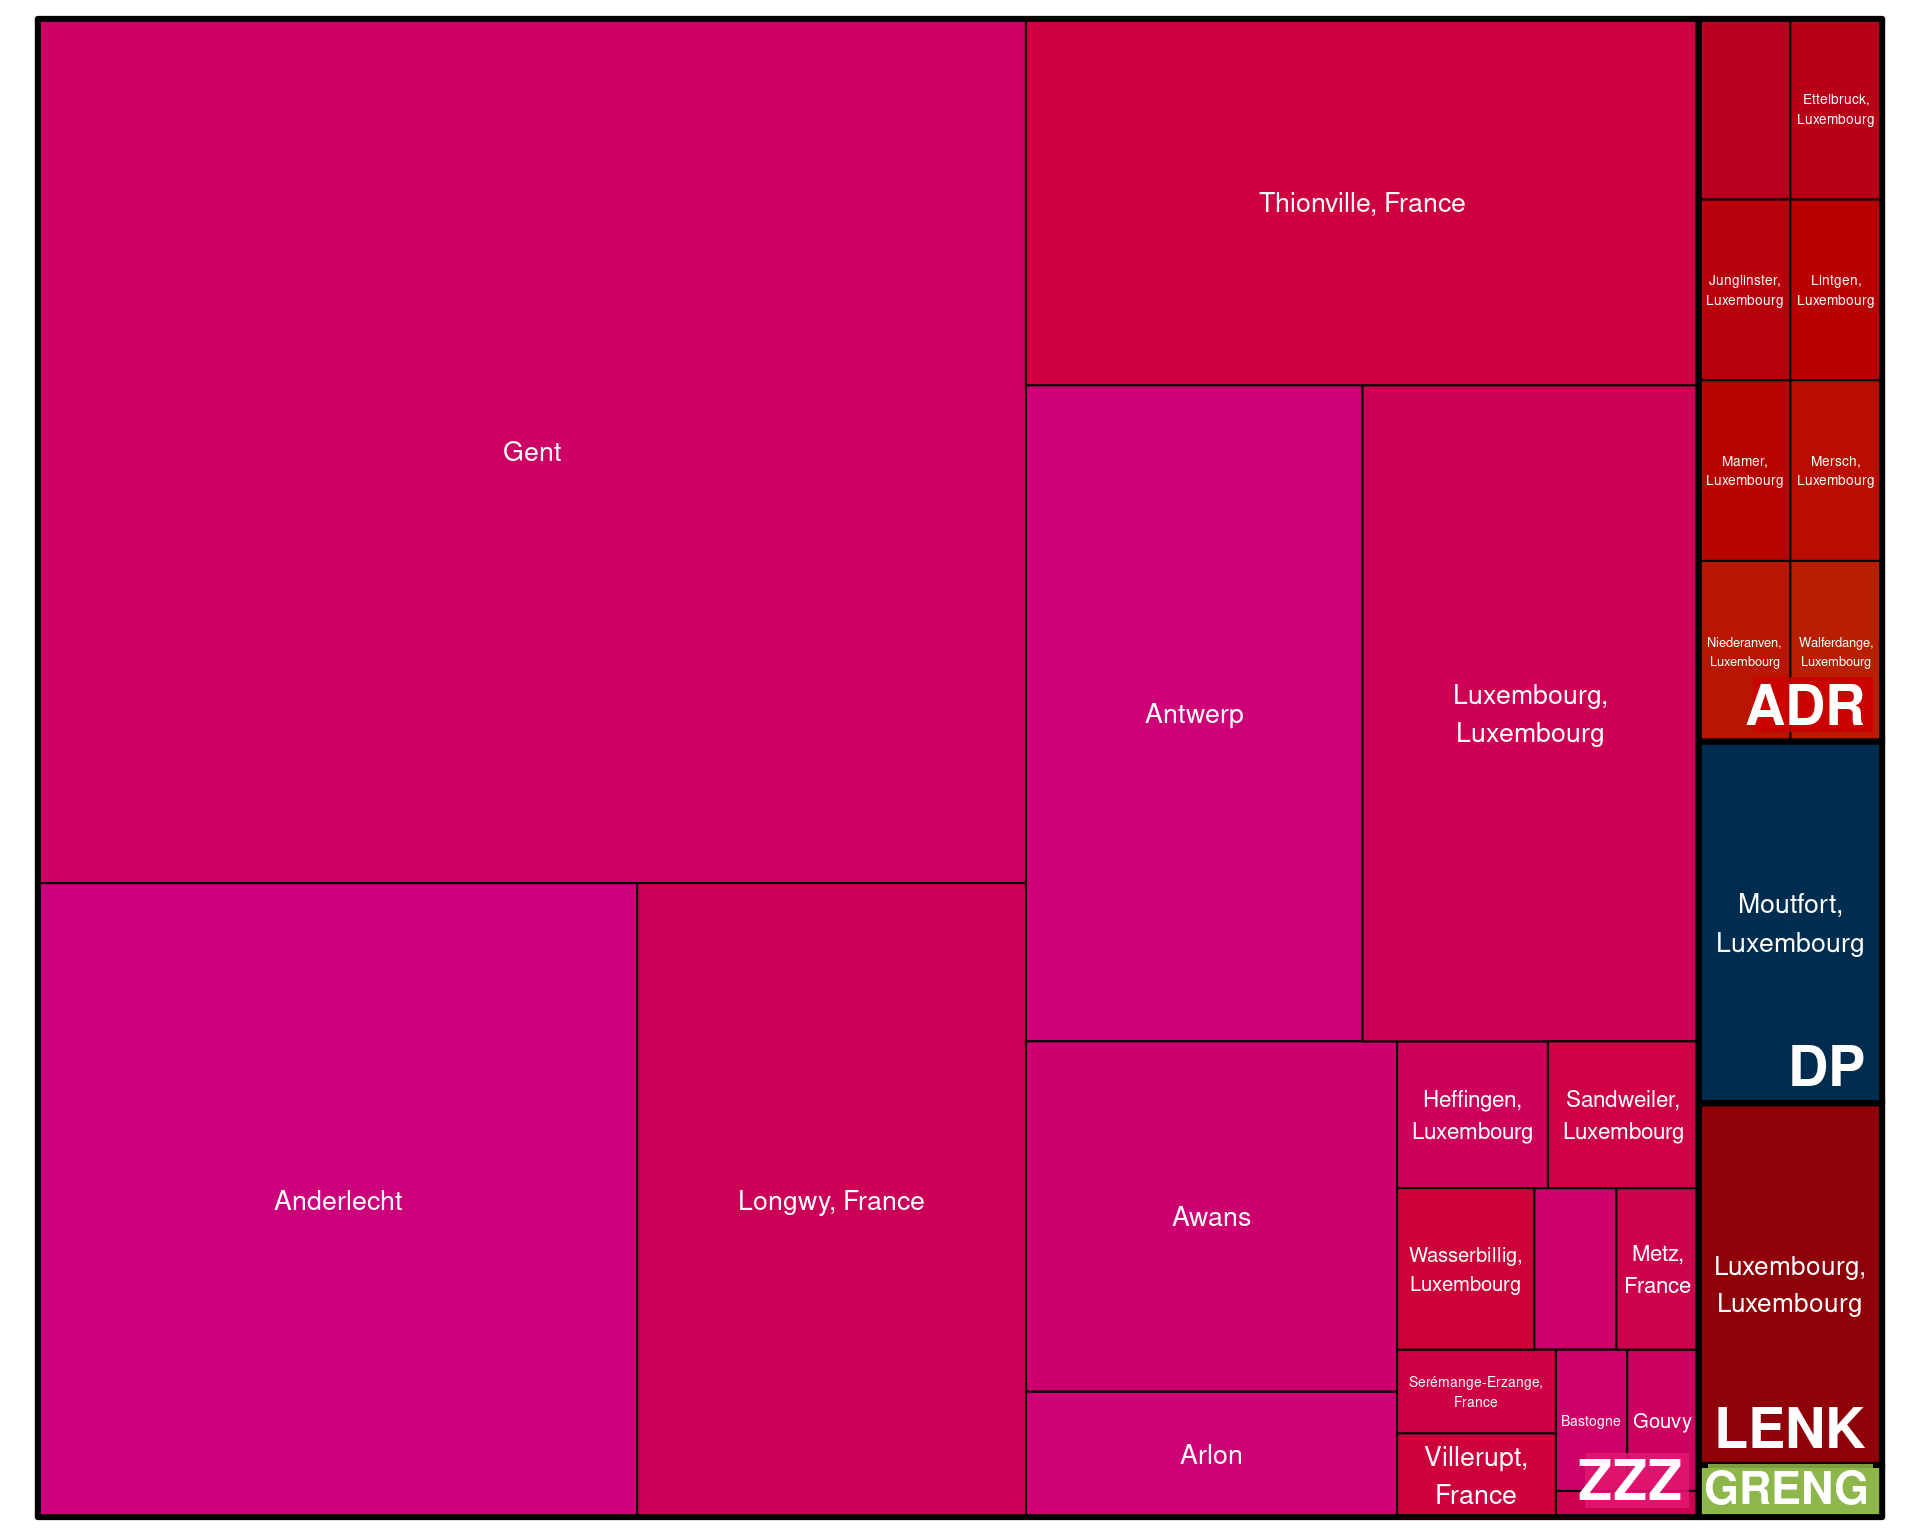 Gent
Anderlecht
Longwy, France
Thionville, France
Antwerp
Luxembourg,
Luxembourg
Awans
Arlon
Heffingen,
Luxembourg
Sandweiler,
Luxembourg
Wasserbillig,
Luxembourg
Metz,
France
Serémange-Erzange,
France
Villerupt,
France
Bastogne
Gouvy
ZZZ
Ettelbruck,
Luxembourg
Junglinster,
Luxembourg
Lintgen,
Luxembourg
Mamer,
Luxembourg
Mersch,
Luxembourg
Niederanven,
Luxembourg
Walferdange,
Luxembourg
ADR
Moutfort,
Luxembourg
DP
Luxembourg,
Luxembourg
LENK
GRENG